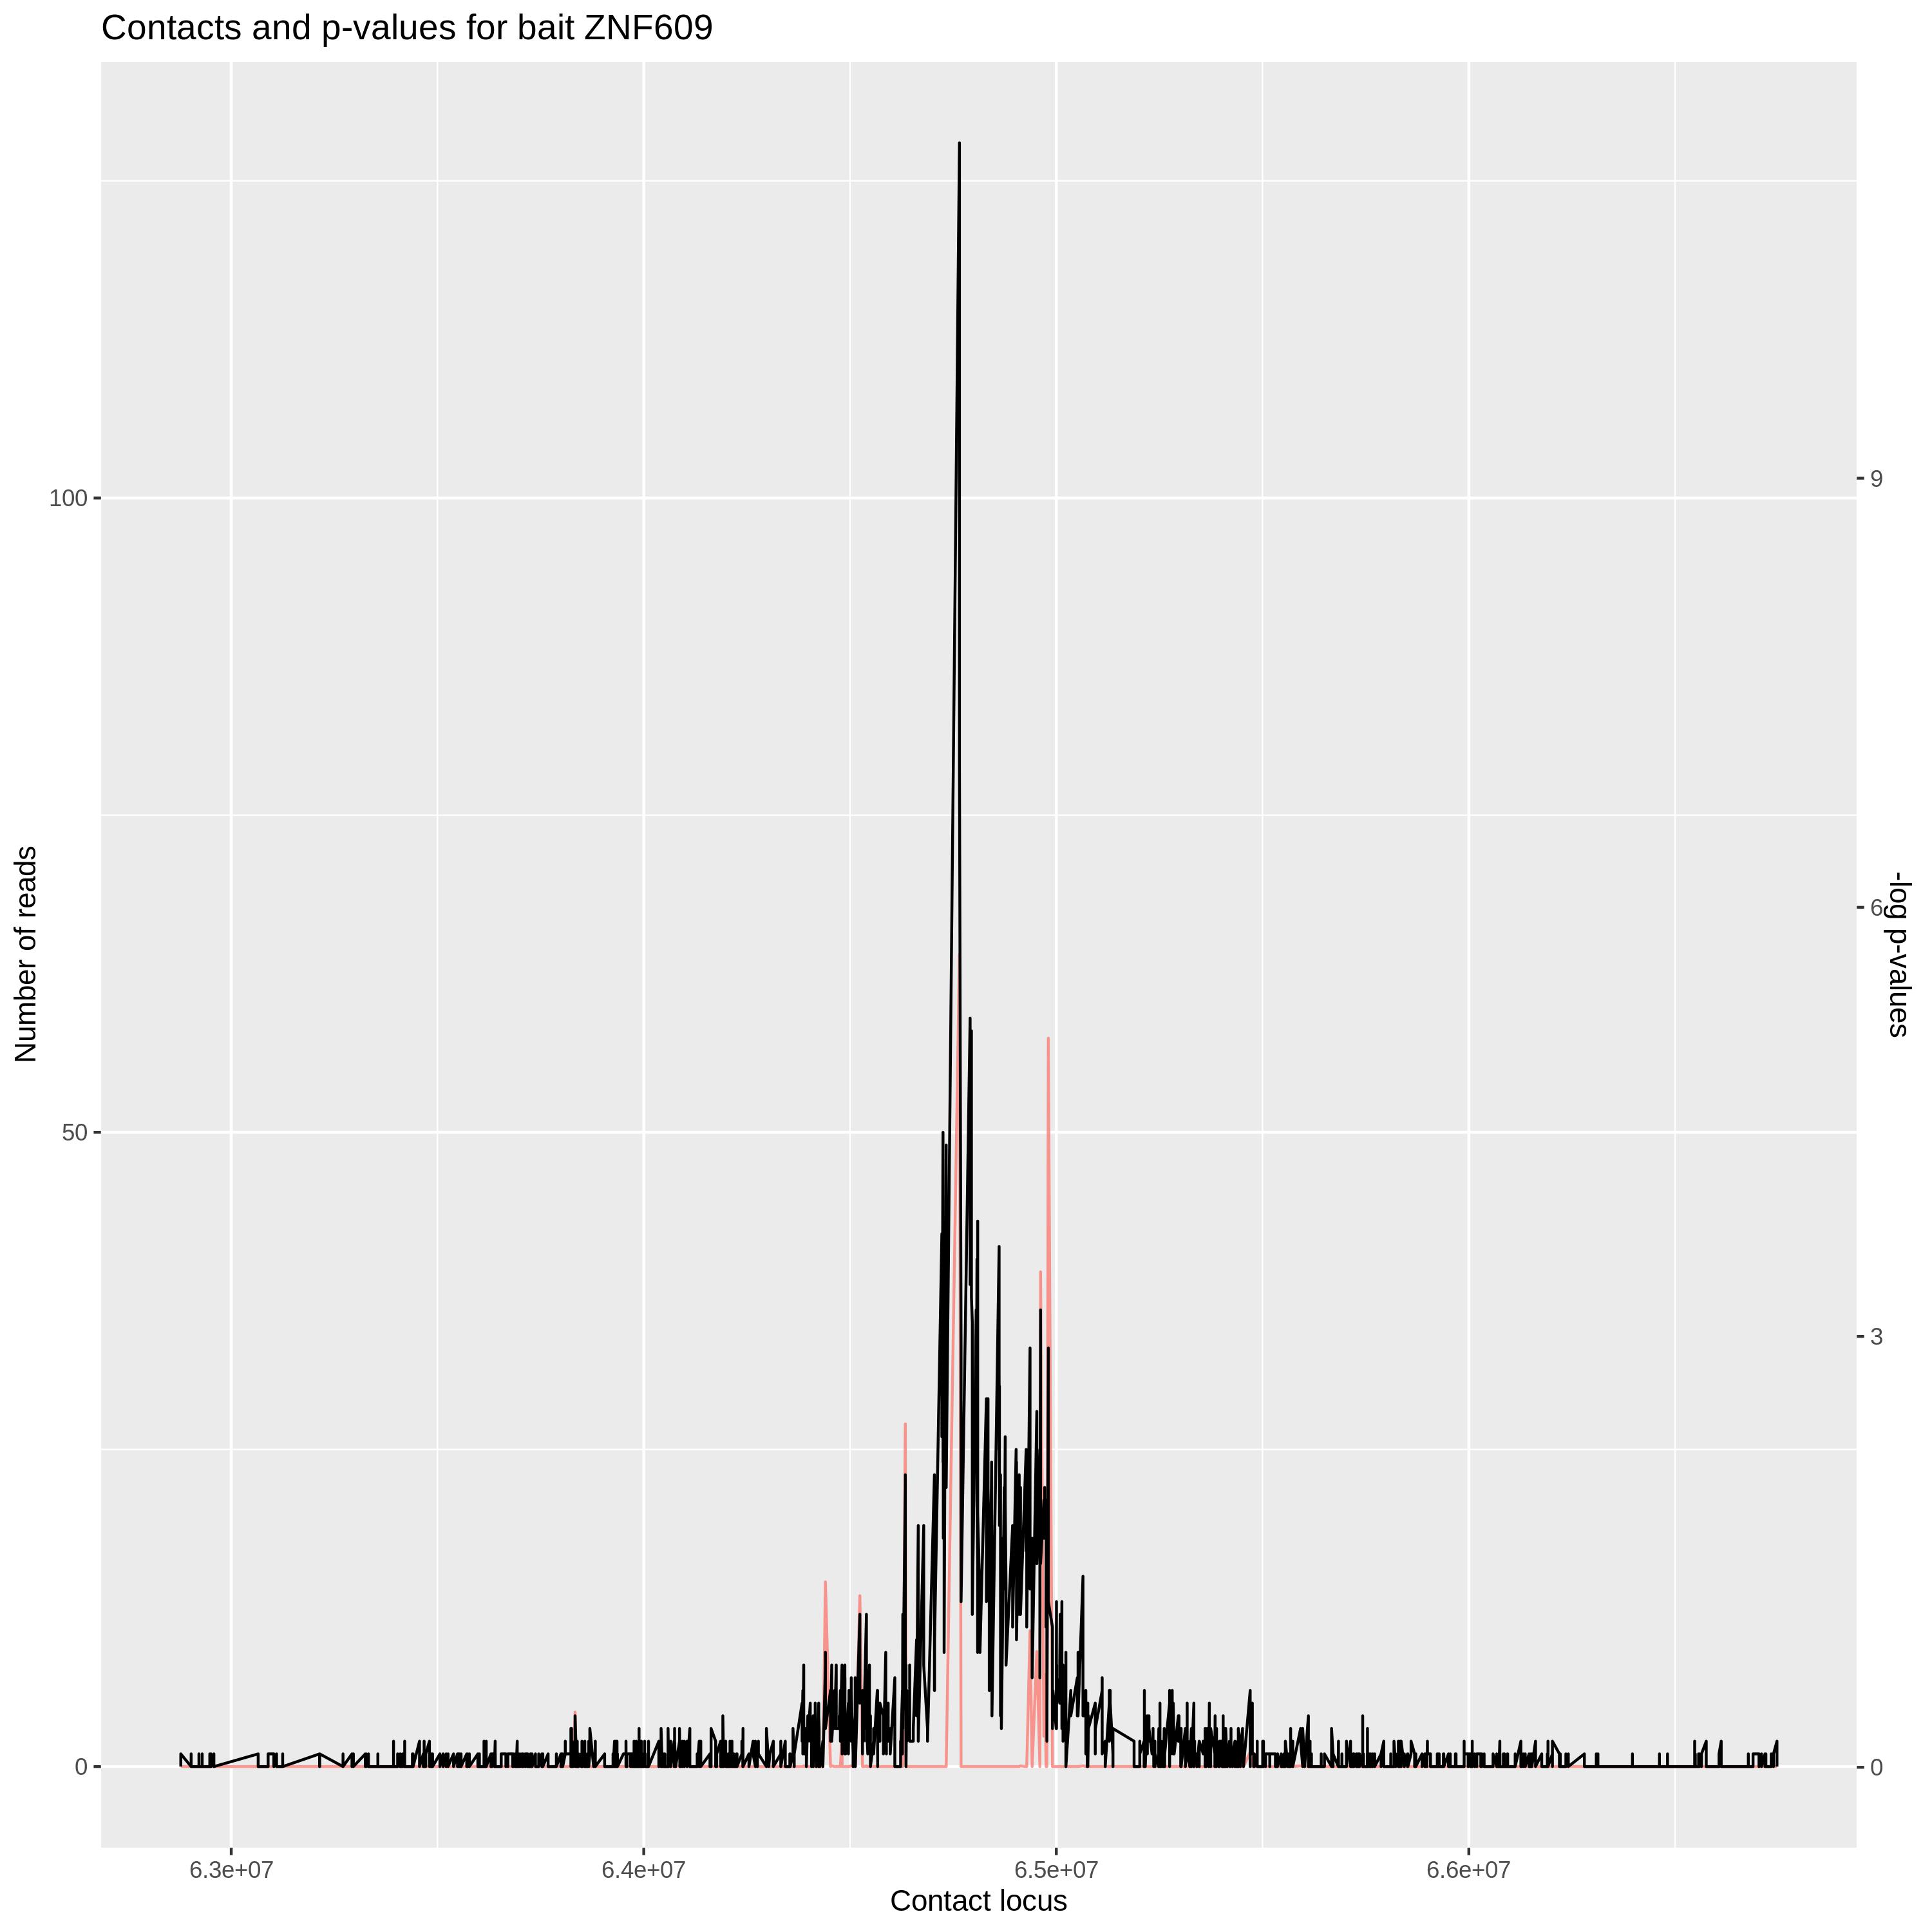 Contacts and p-values for bait ZNF609
Number of reads
100
50
0
9
6
3
0
-log p-values
6.3e+07
6.4e+07
6.5e+07
6.6e+07
Contact locus